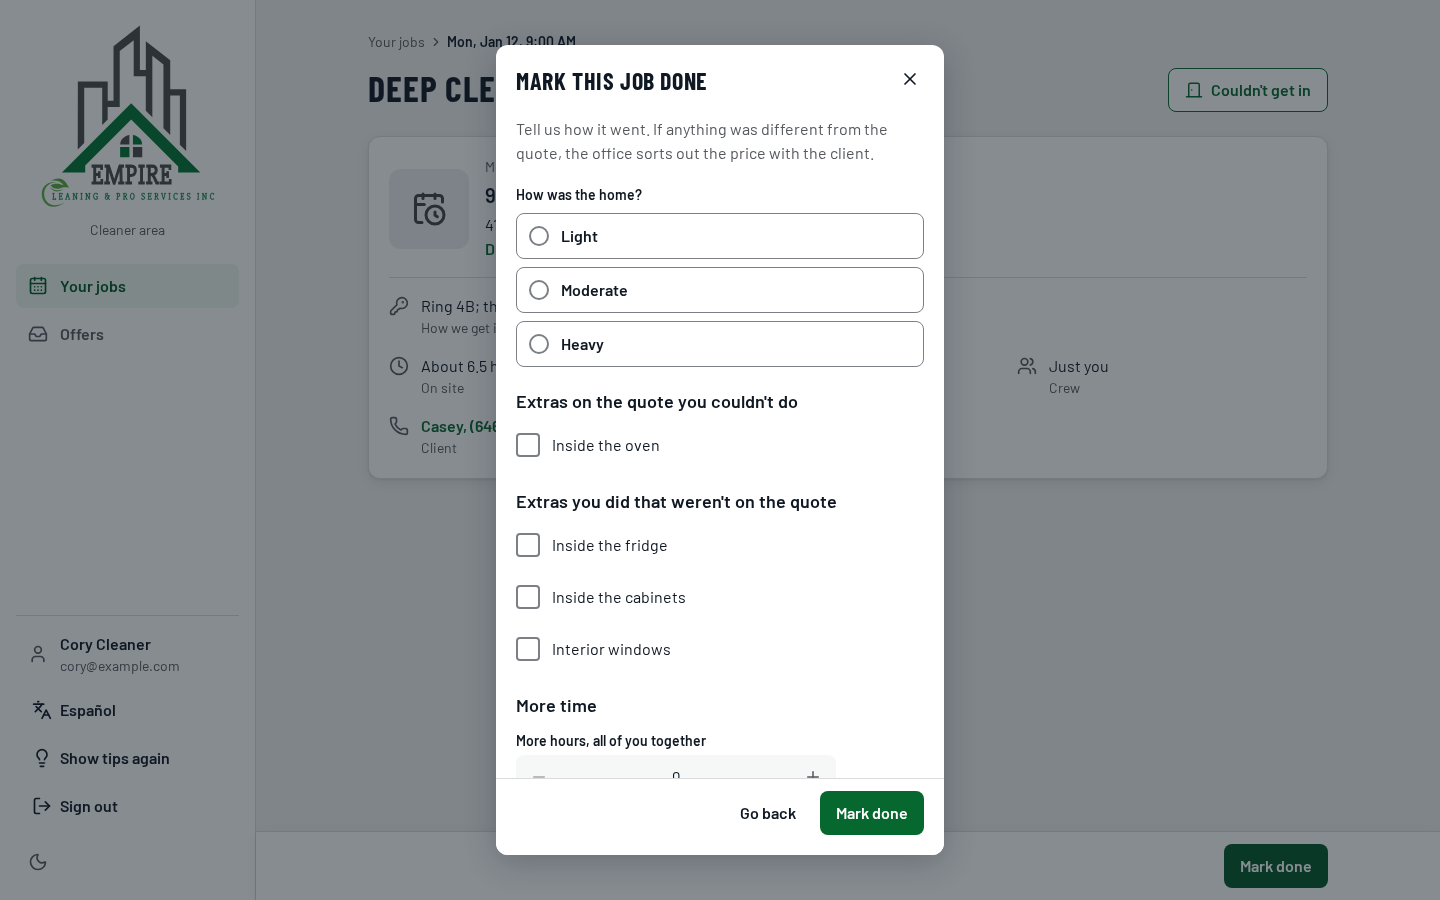 EMPIRE
LEANING & PRO SERVICES INC
Cleaner area
Your jobs
Offers
Cory Cleaner
cory@example.com
Español
Show tips again
Sign out
Your jobs > Mon, Jan 12, 9:00 AM
DEEP CLE
Couldn't get in
Ring 4B; th
How we get i
About 6.5 h
On site
Just you
Crew
Casey, (646
Client
MARK THIS JOB DONE
Tell us how it went. If anything was different from the
quote, the office sorts out the price with the client.
How was the home?
Light
Moderate
Heavy
Extras on the quote you couldn't do
Inside the oven
Extras you did that weren't on the quote
Inside the fridge
Inside the cabinets
Interior windows
More time
More hours, all of you together
0
Go back
Mark done
Mark done